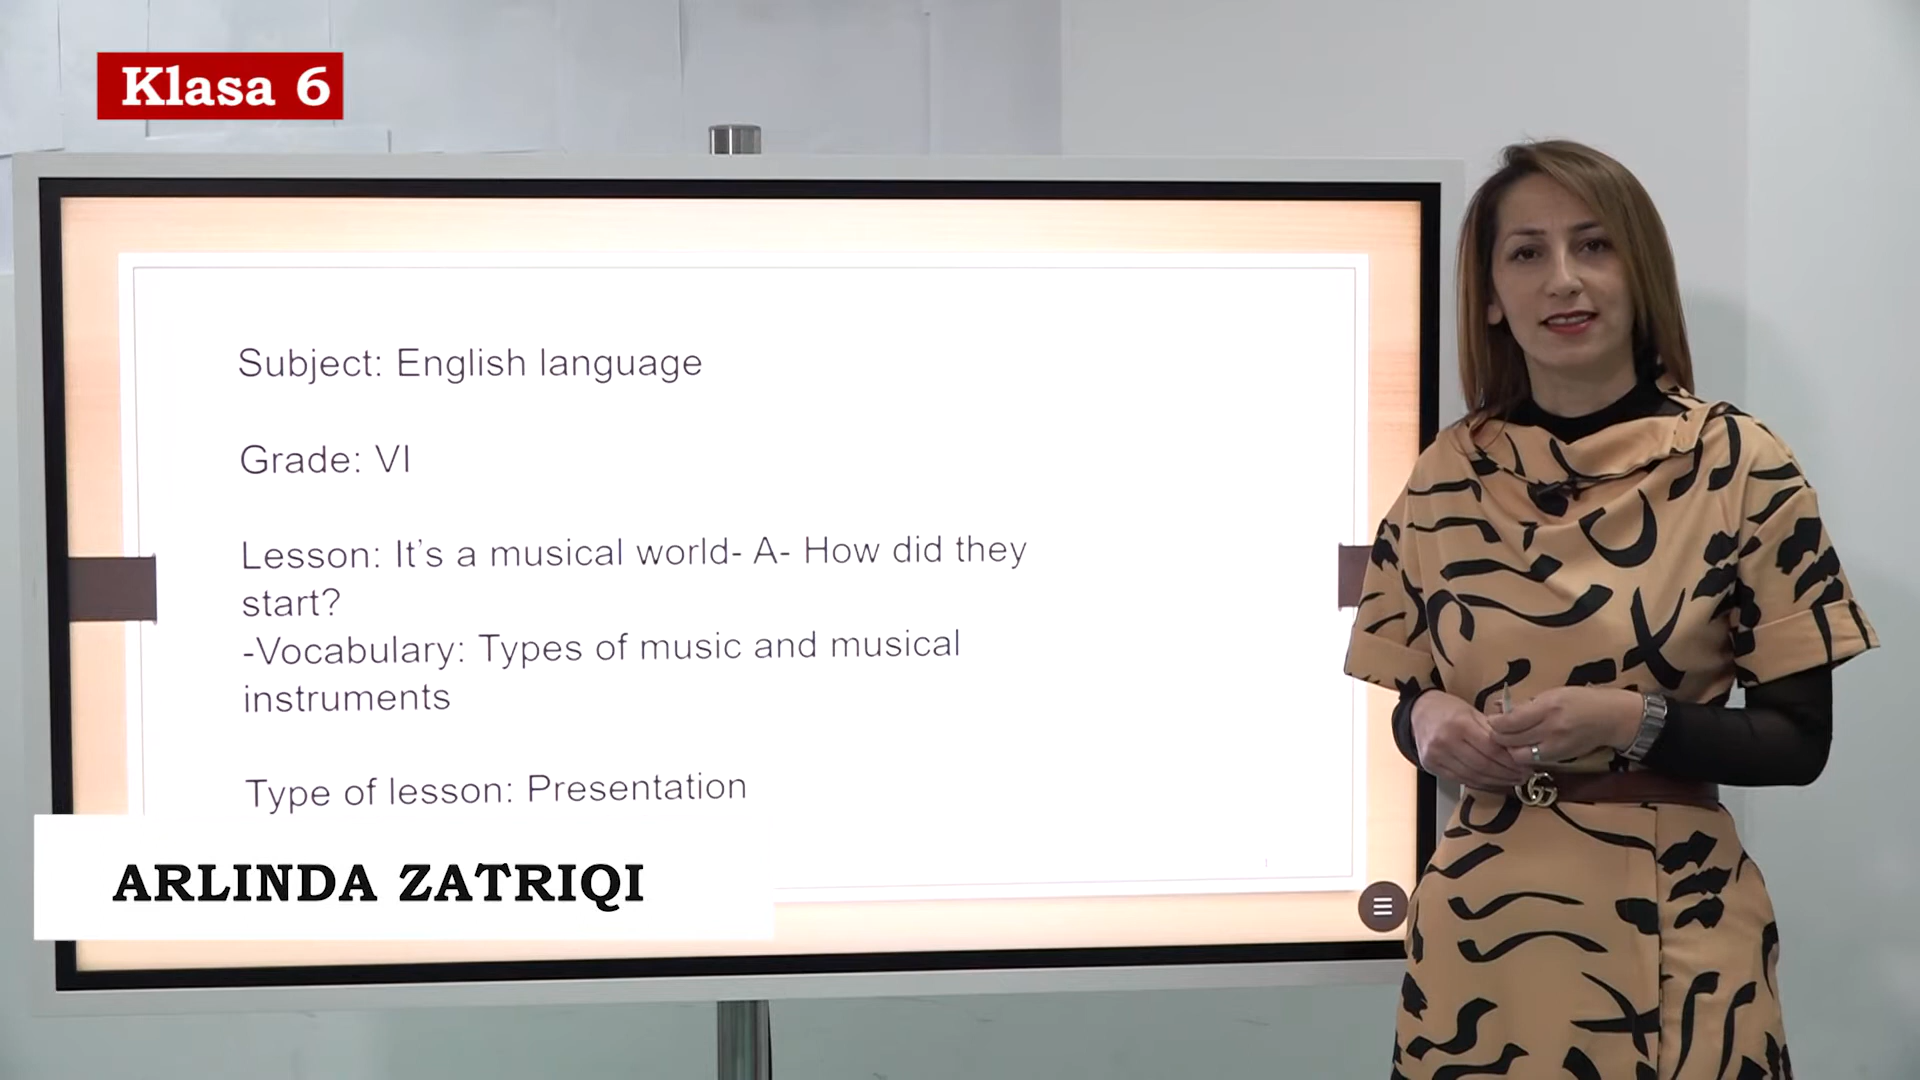 Klasa 6
Subject: English language
Grade: VI
Lesson: It's a musical world- A- How did they
start?
-Vocabulary: Types of music and musical
instruments
Type of lesson: Presentation
ARLINDA ZATRIQI